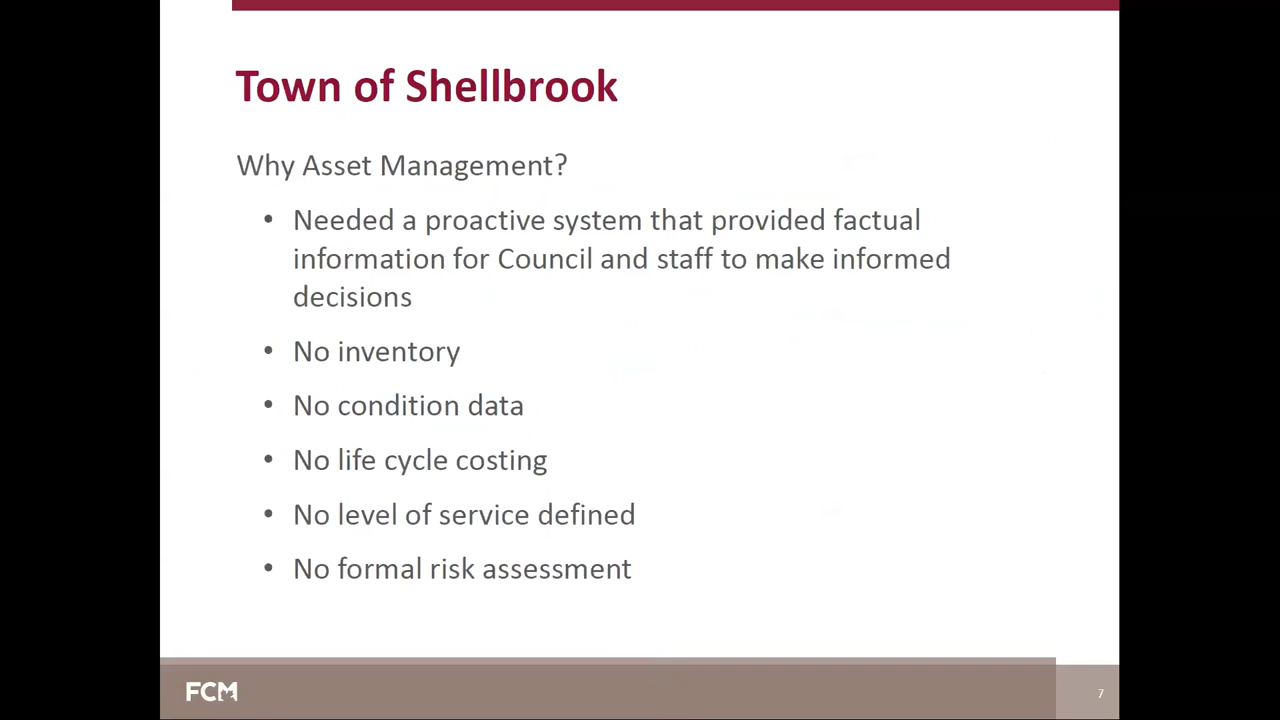 Town of Shellbrook
Why Asset Management?
• Needed a proactive system that provided factual
information for Council and staff to make informed
decisions
• No inventory
• No condition data
• No life cycle costing
• No level of service defined
• No formal risk assessment
FCM
7